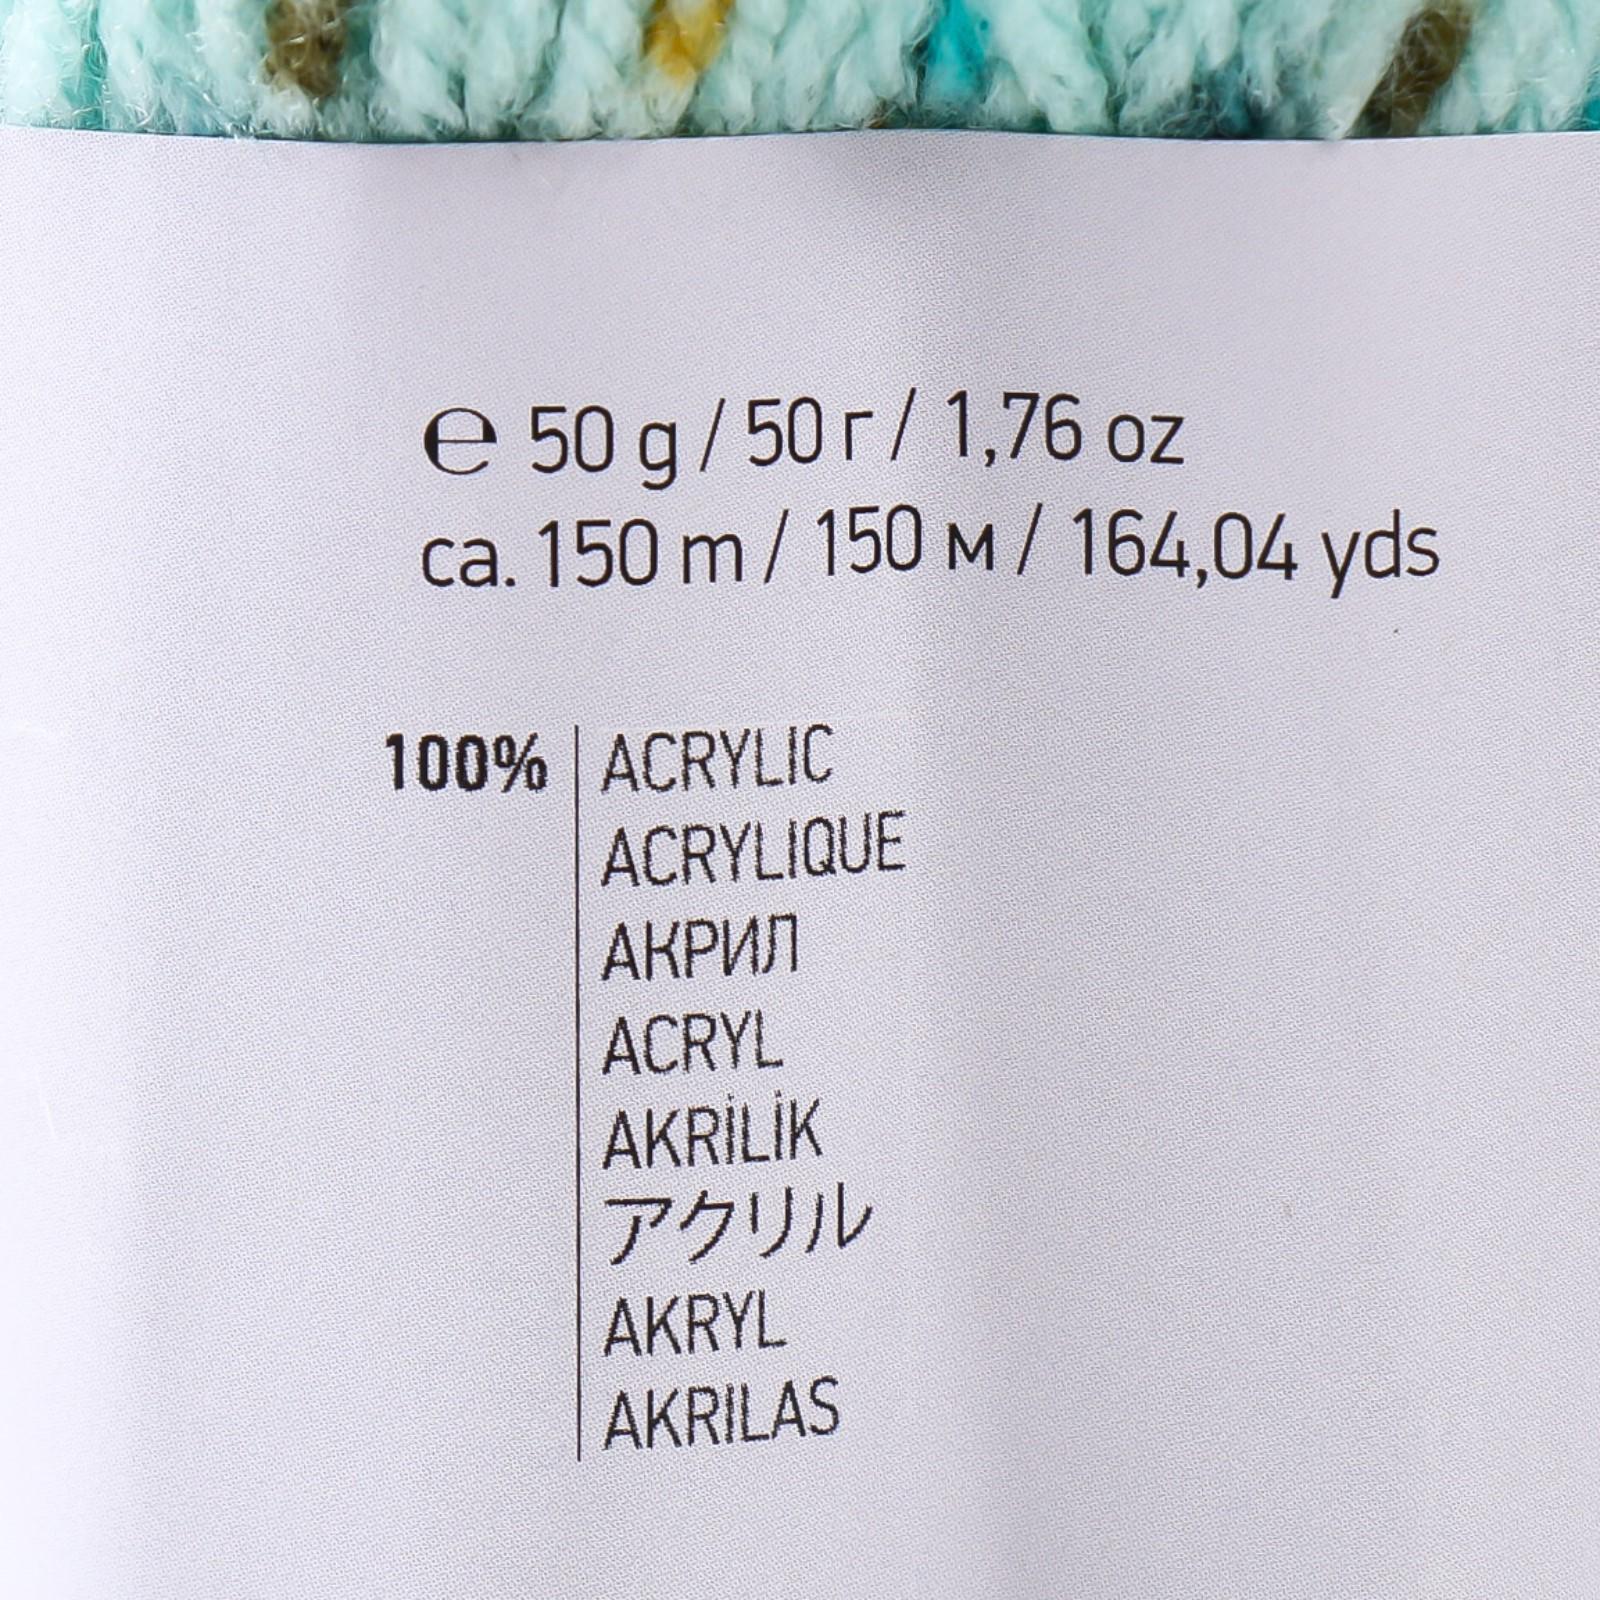 ℮ 50 g / 50 г / 1,76 oz
ca. 150 m / 150 м / 164,04 yds
100% ACRYLIC
ACRYLIQUE
АКРИЛ
ACRYL
AKRİLİK
アクリル
AKRYL
AKRILAS